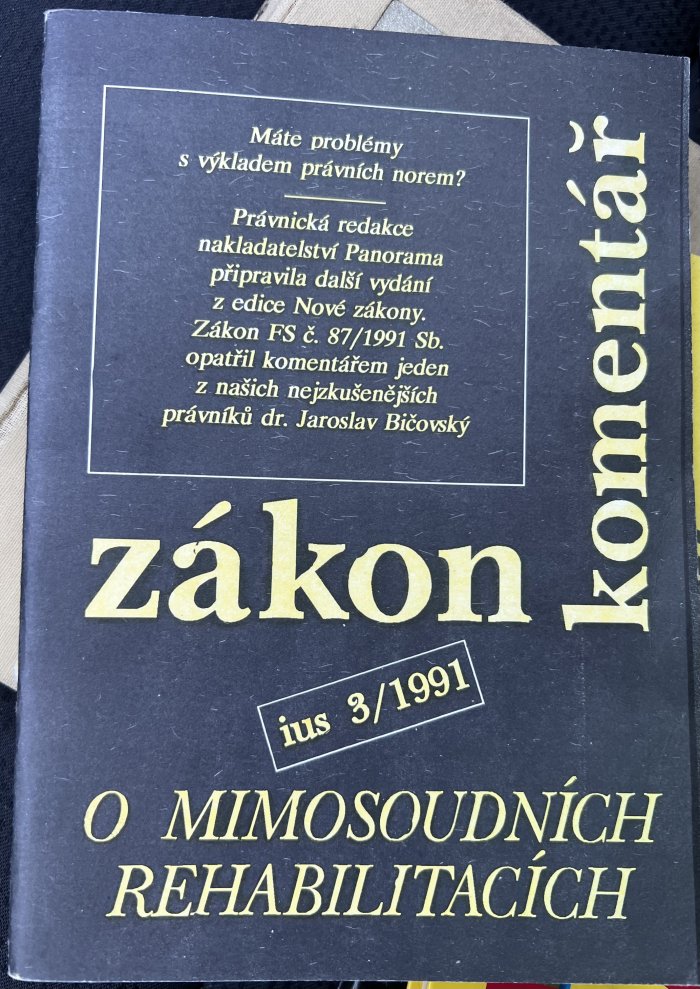 Máte problémy
s výkladem právních norem?
Právnická redakce
nakladatelství Panorama
připravila další vydání
z edice Nové zákony.
Zákon FS č. 87/1991 Sb.
opatřil komentářem jeden
z našich nejzkušenějších
právníků dr. Jaroslav Bičovský
zákon
komentář
ius 3/1991
O MIMOSOUDNÍCH
REHABILITACÍCH